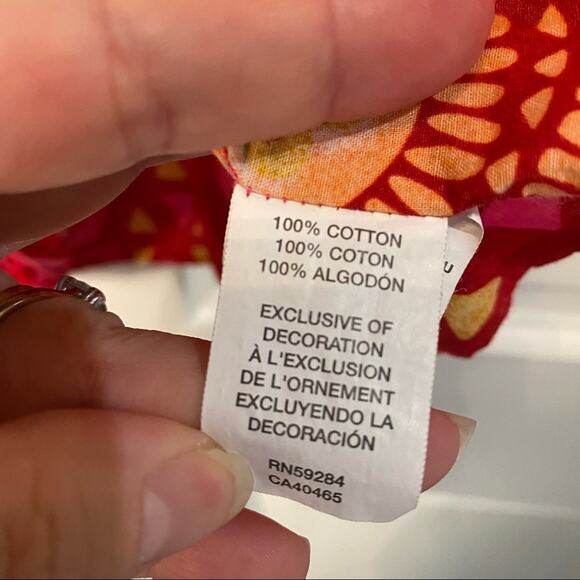 100% COTTON
100% COTON
100% ALGODÓN
EXCLUSIVE OF
DECORATION
À L'EXCLUSION
DE L'ORNEMENT
EXCLUYENDO LA
DECORACIÓN
RN59284
CA40465
U